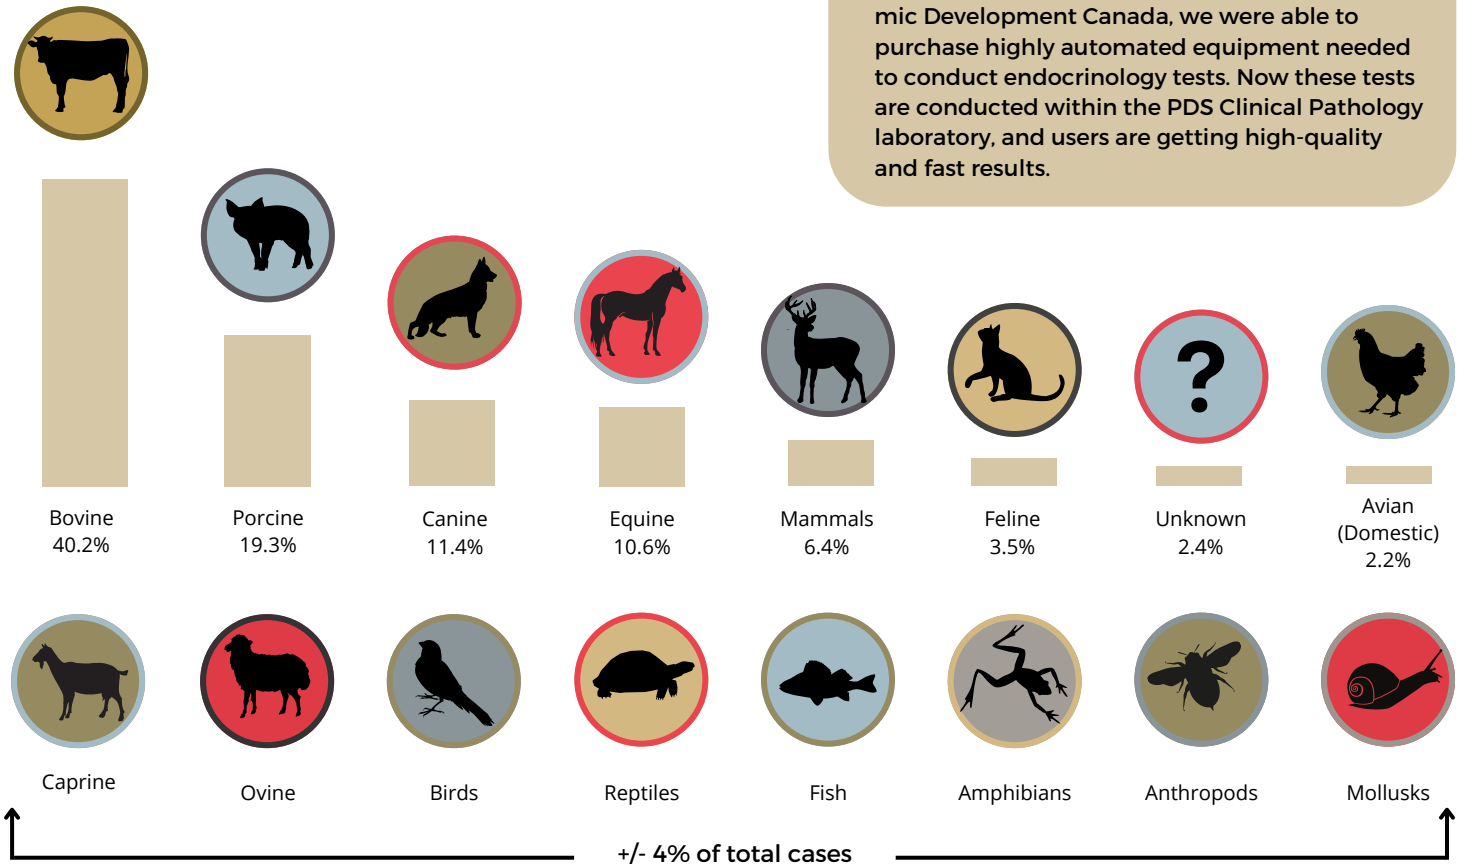 mic Development Canada, we were able to
purchase highly automated equipment needed
to conduct endocrinology tests. Now these tests
are conducted within the PDS Clinical Pathology
laboratory, and users are getting high-quality
and fast results.
?
Bovine
40.2%
Porcine
19.3%
Canine
11.4%
Equine
10.6%
Mammals
6.4%
Feline
3.5%
Unknown
2.4%
Avian
(Domestic)
2.2%
Caprine
Ovine
Birds
Reptiles
Fish
Amphibians
Anthropods
Mollusks
+/- 4% of total cases